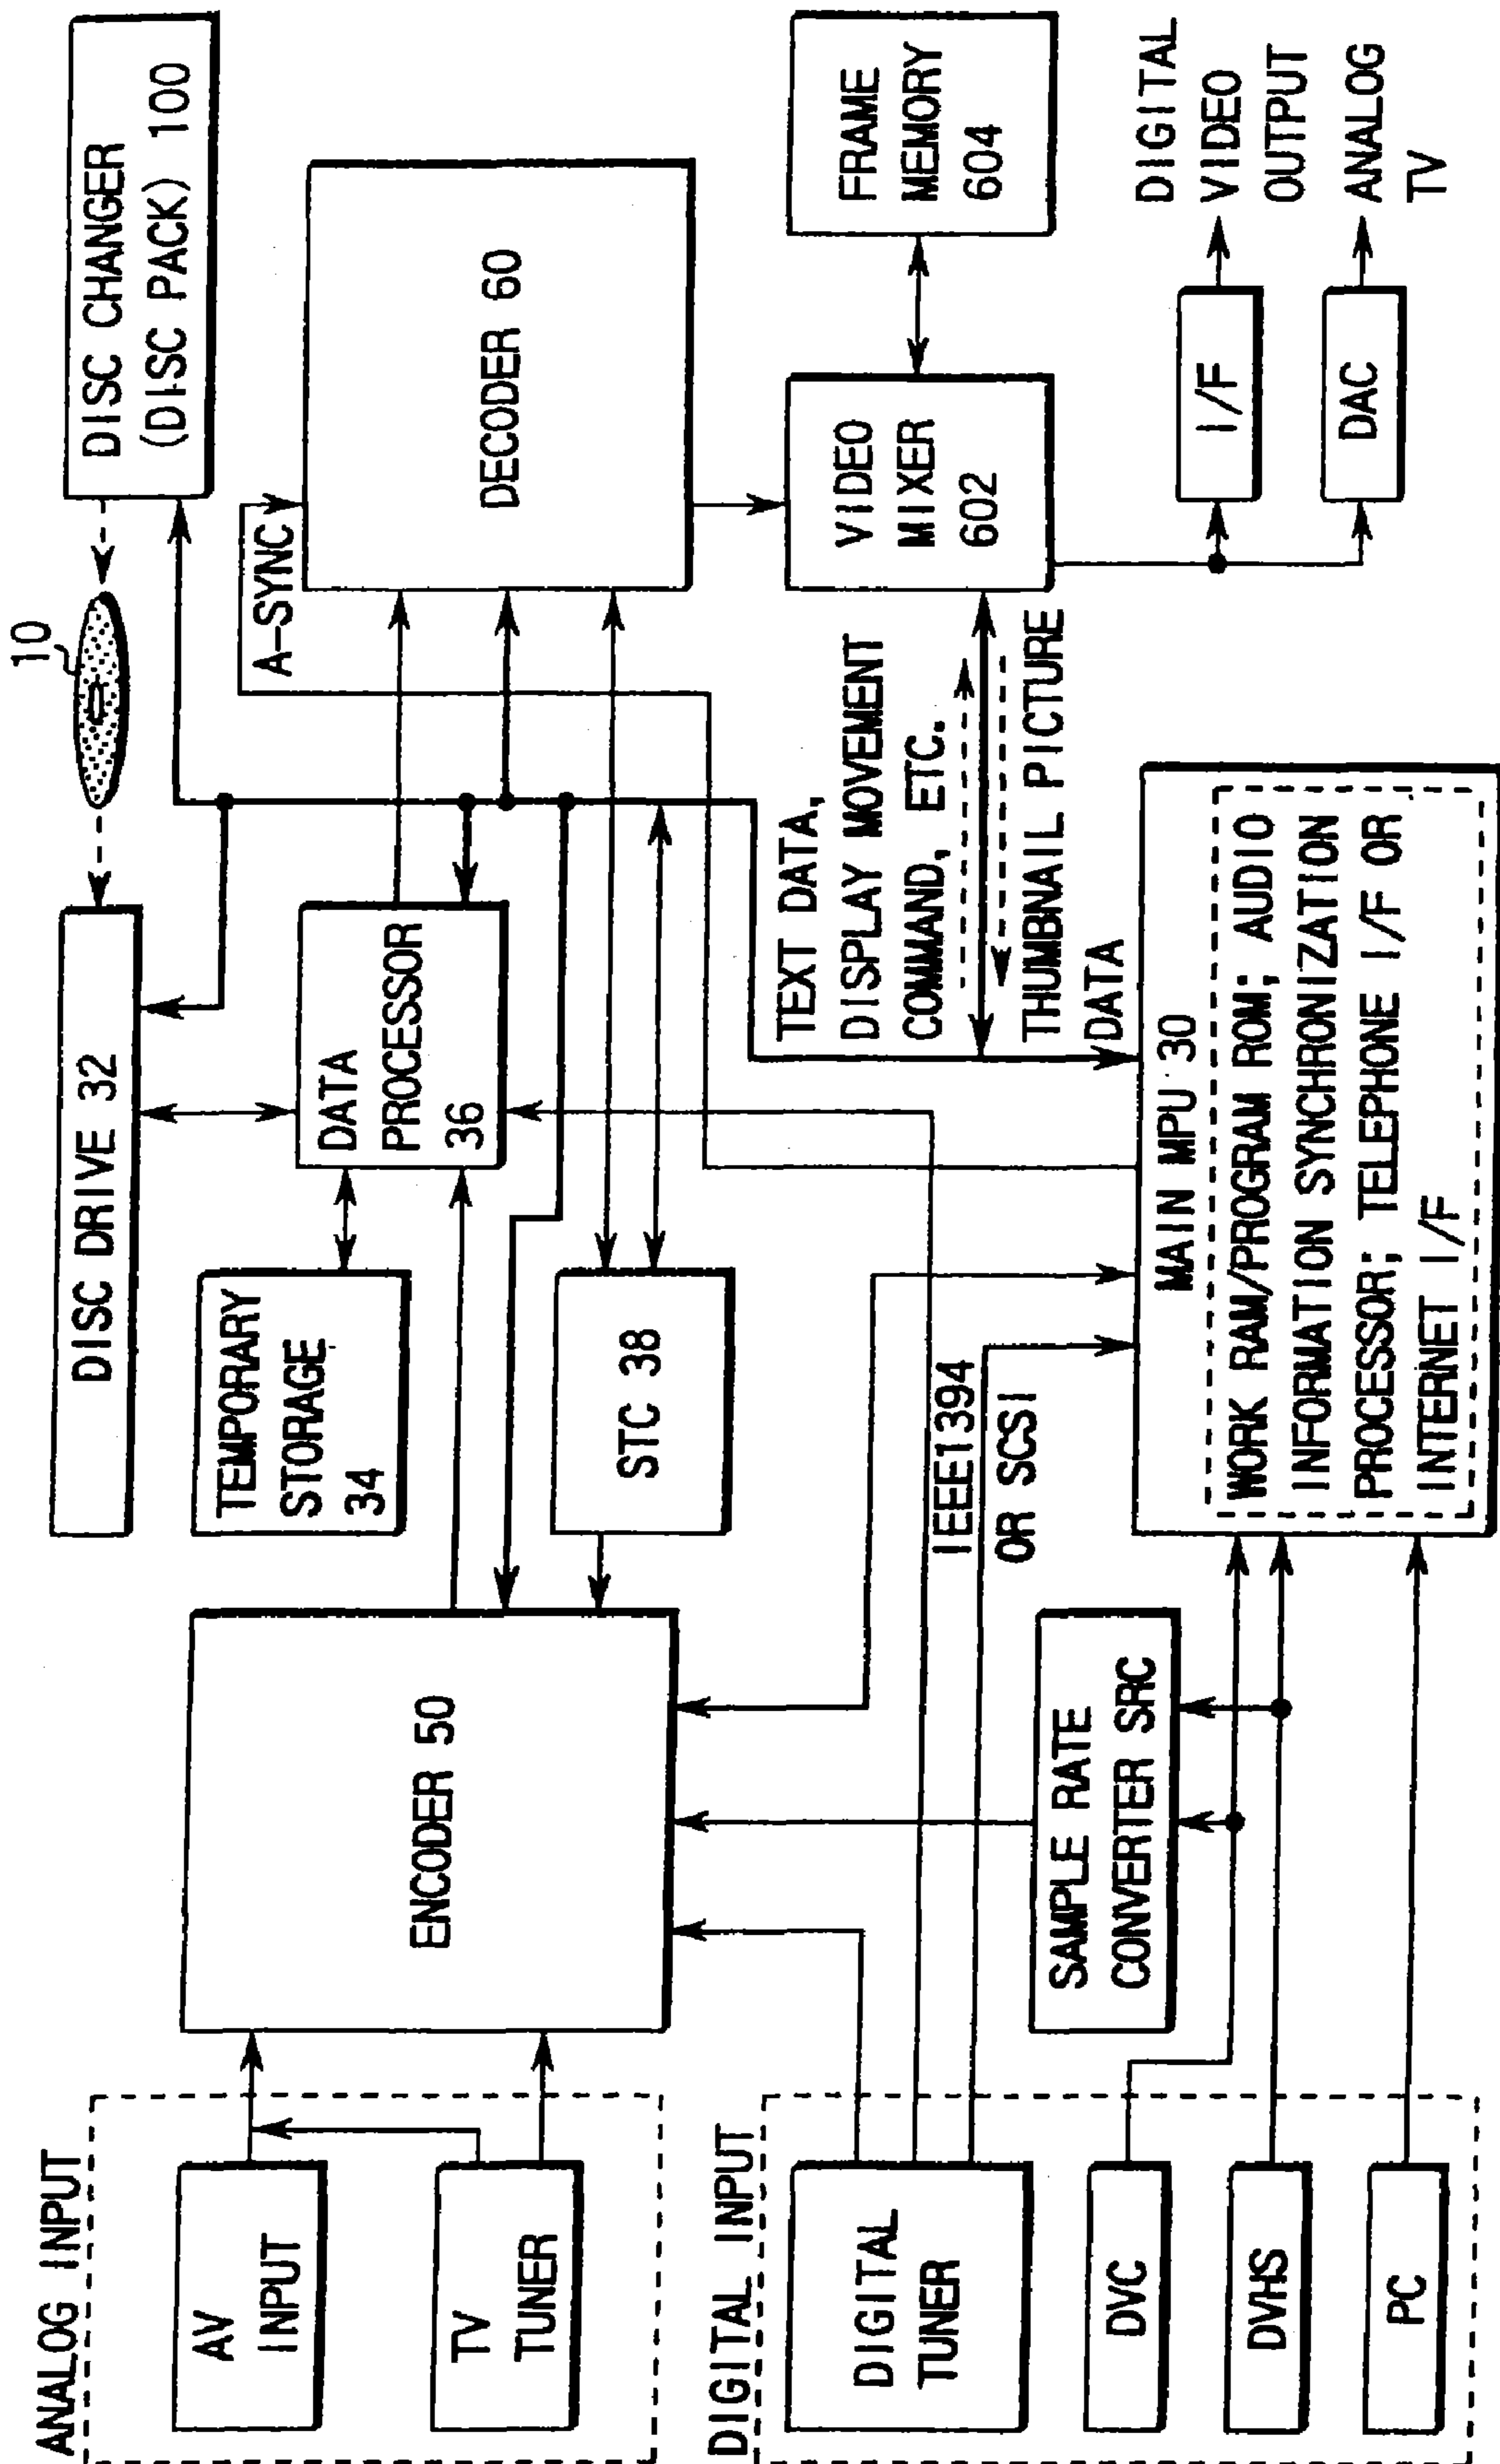 ANALOG INPUT
AV
INPUT
TV
TUNER
DIGITAL INPUT
DIGITAL
TUNER
DVC
DVHS
PC
ENCODER 50
SAMPLE RATE
CONVERTER SRC
DISC DRIVE 32
TEMPORARY
STORAGE
34
DATA
PROCESSOR
36
STC 38
IEEE1394
OR SCSI
MAIN MPU 30
WORK RAM/PROGRAM ROM; AUDIO
INFORMATION SYNCHRONIZATION
PROCESSOR; TELEPHONE I/F OR
INTERNET I/F
10
DISC CHANGER
(DISC PACK) 100
A-SYNC
DECODER 60
TEXT DATA,
DISPLAY MOVEMENT
COMMAND, ETC.
THUMBNAIL PICTURE
DATA
VIDEO
MIXER
602
FRAME
MEMORY
604
I/F
DAC
DIGITAL
VIDEO
OUTPUT
ANALOG
TV